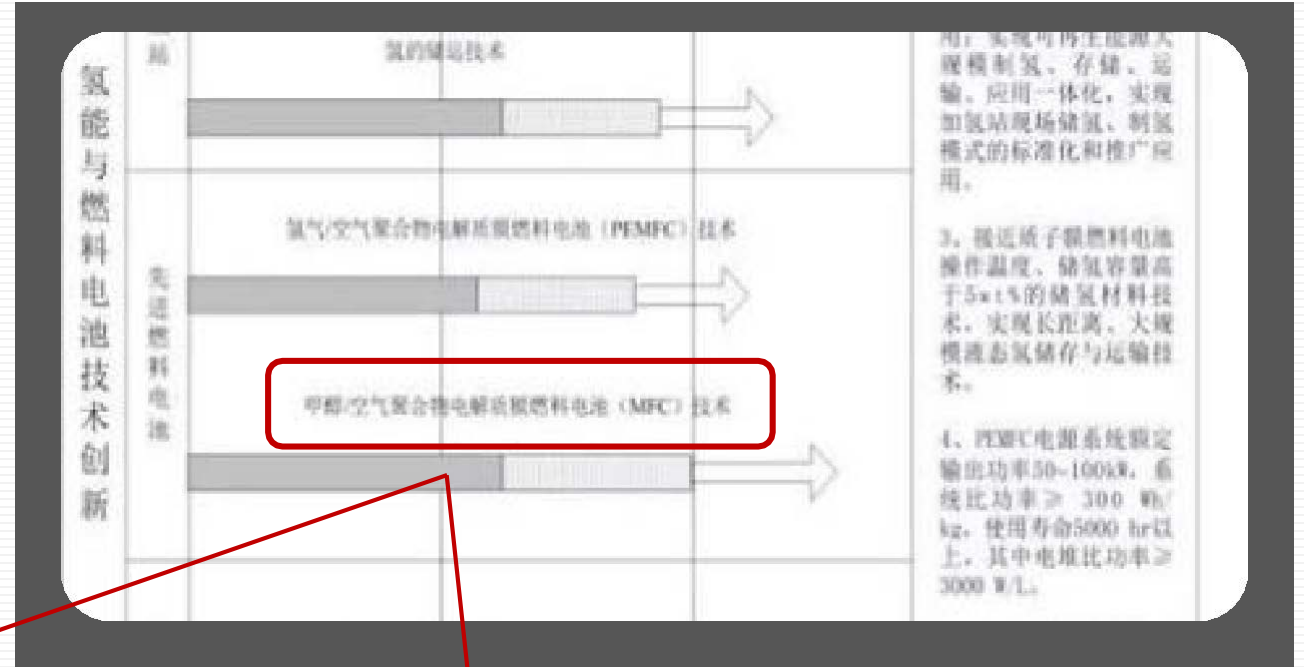 氢能与燃料电池技术创新
站
氢的储运技术
先进燃料电池
氢气/空气聚合物电解质膜燃料电池（PEMFC）技术
甲醇/空气聚合物电解质膜燃料电池（MFC）技术
用；实现可再生能源大
规模制氢、存储、运
输、应用一体化，实现
加氢站现场储氢、制氢
模式的标准化和推广应
用。
3、接近质子膜燃料电池
操作温度、储氢容量高
于5wt%的储氢材料技
术，实现长距离、大规
模液态氢储存与运输技
术。
4、PEMFC电源系统额定
输出功率50~100kW，系
统比功率≥ 300 Wh/
kg，使用寿命5000 hr以
上，其中电堆比功率≥
3000 W/L。